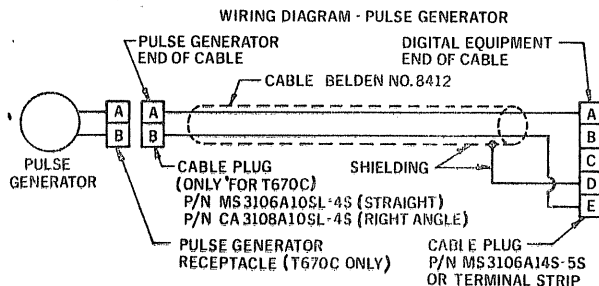 WIRING DIAGRAM - PULSE GENERATOR
PULSE GENERATOR
END OF CABLE
DIGITAL EQUIPMENT
END OF CABLE
CABLE BELDEN NO.8412
A
B
A
B
A
B
C
D
E
PULSE
GENERATOR
CABLE PLUG
(ONLY FOR T670C)
P/N MS3106A10SL-4S (STRAIGHT)
P/N CA3108A10SL-4S (RIGHT ANGLE)
SHIELDING
PULSE GENERATOR
RECEPTACLE (T670C ONLY)
CABLE PLUG
P/N MS3106A14S-5S
OR TERMINAL STRIP